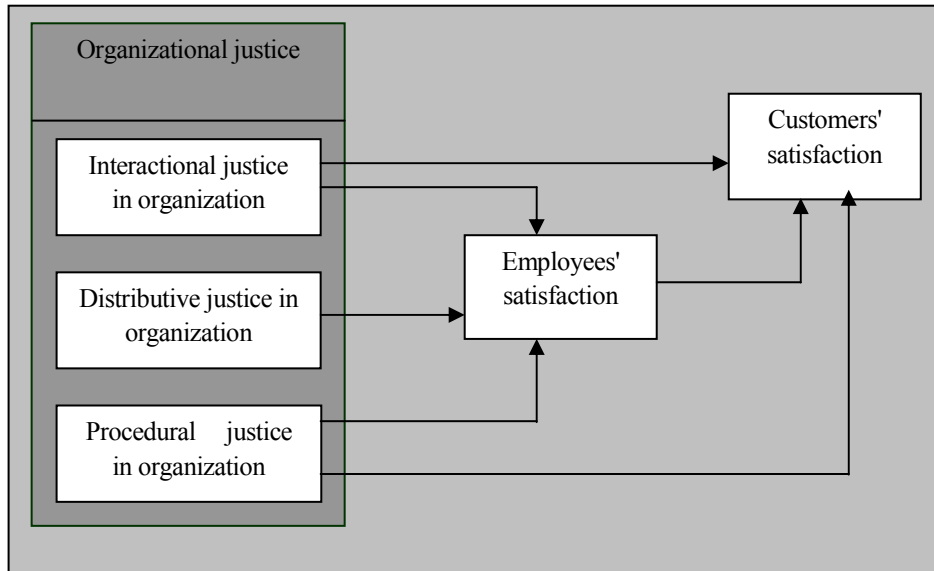 Organizational justice
Interactional justice
in organization
Distributive justice in
organization
Procedural justice
in organization
Employees'
satisfaction
Customers'
satisfaction